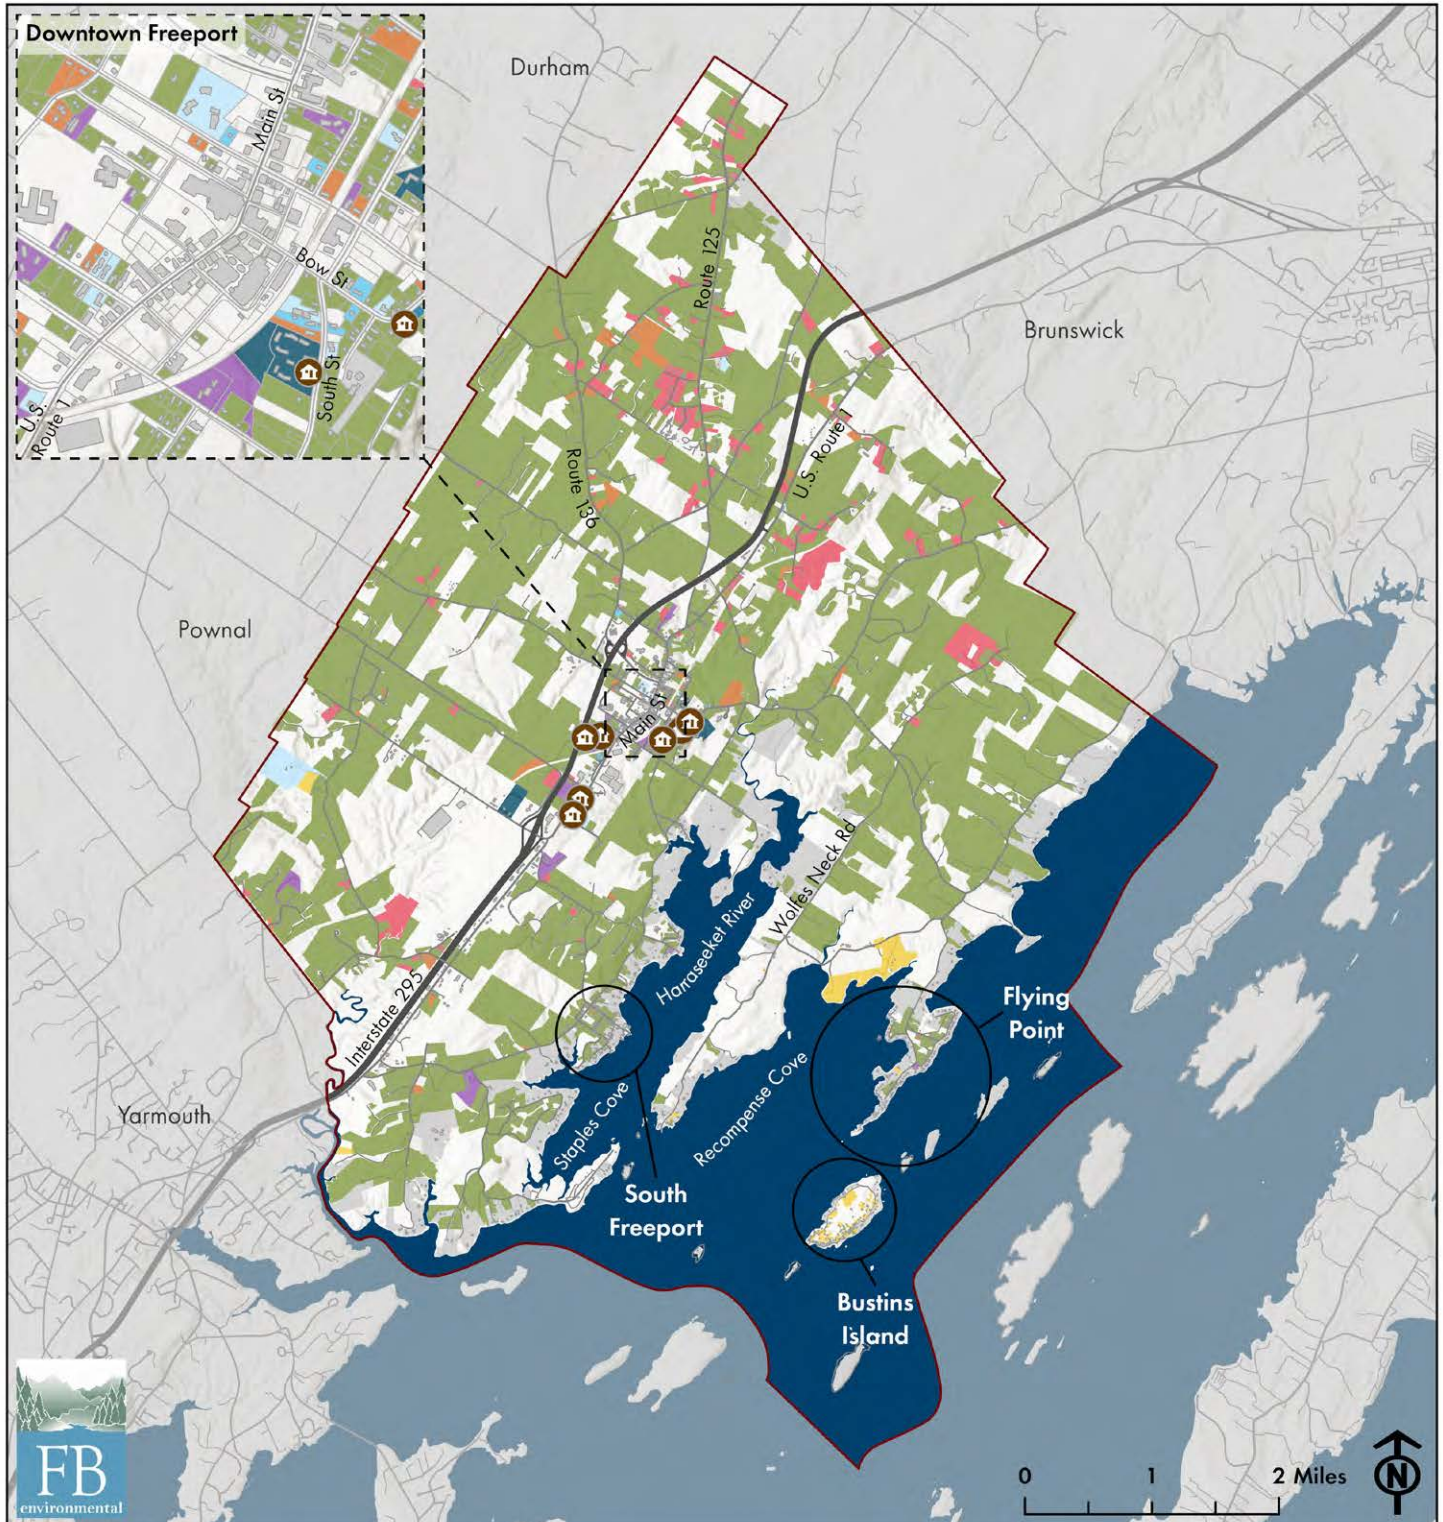 Downtown Freeport
Main St
Bow St
South St
U.S.
Route 1
Durham
Route 125
Brunswick
U.S. Route 1
Route 136
Pownal
Main St
Wolfes Neck Rd
Harraseeket River
Interstate 295
Flying
Point
Yarmouth
Staples Cove
Recompense Cove
South
Freeport
Bustins
Island
FB
environmental
0 1 2 Miles
N